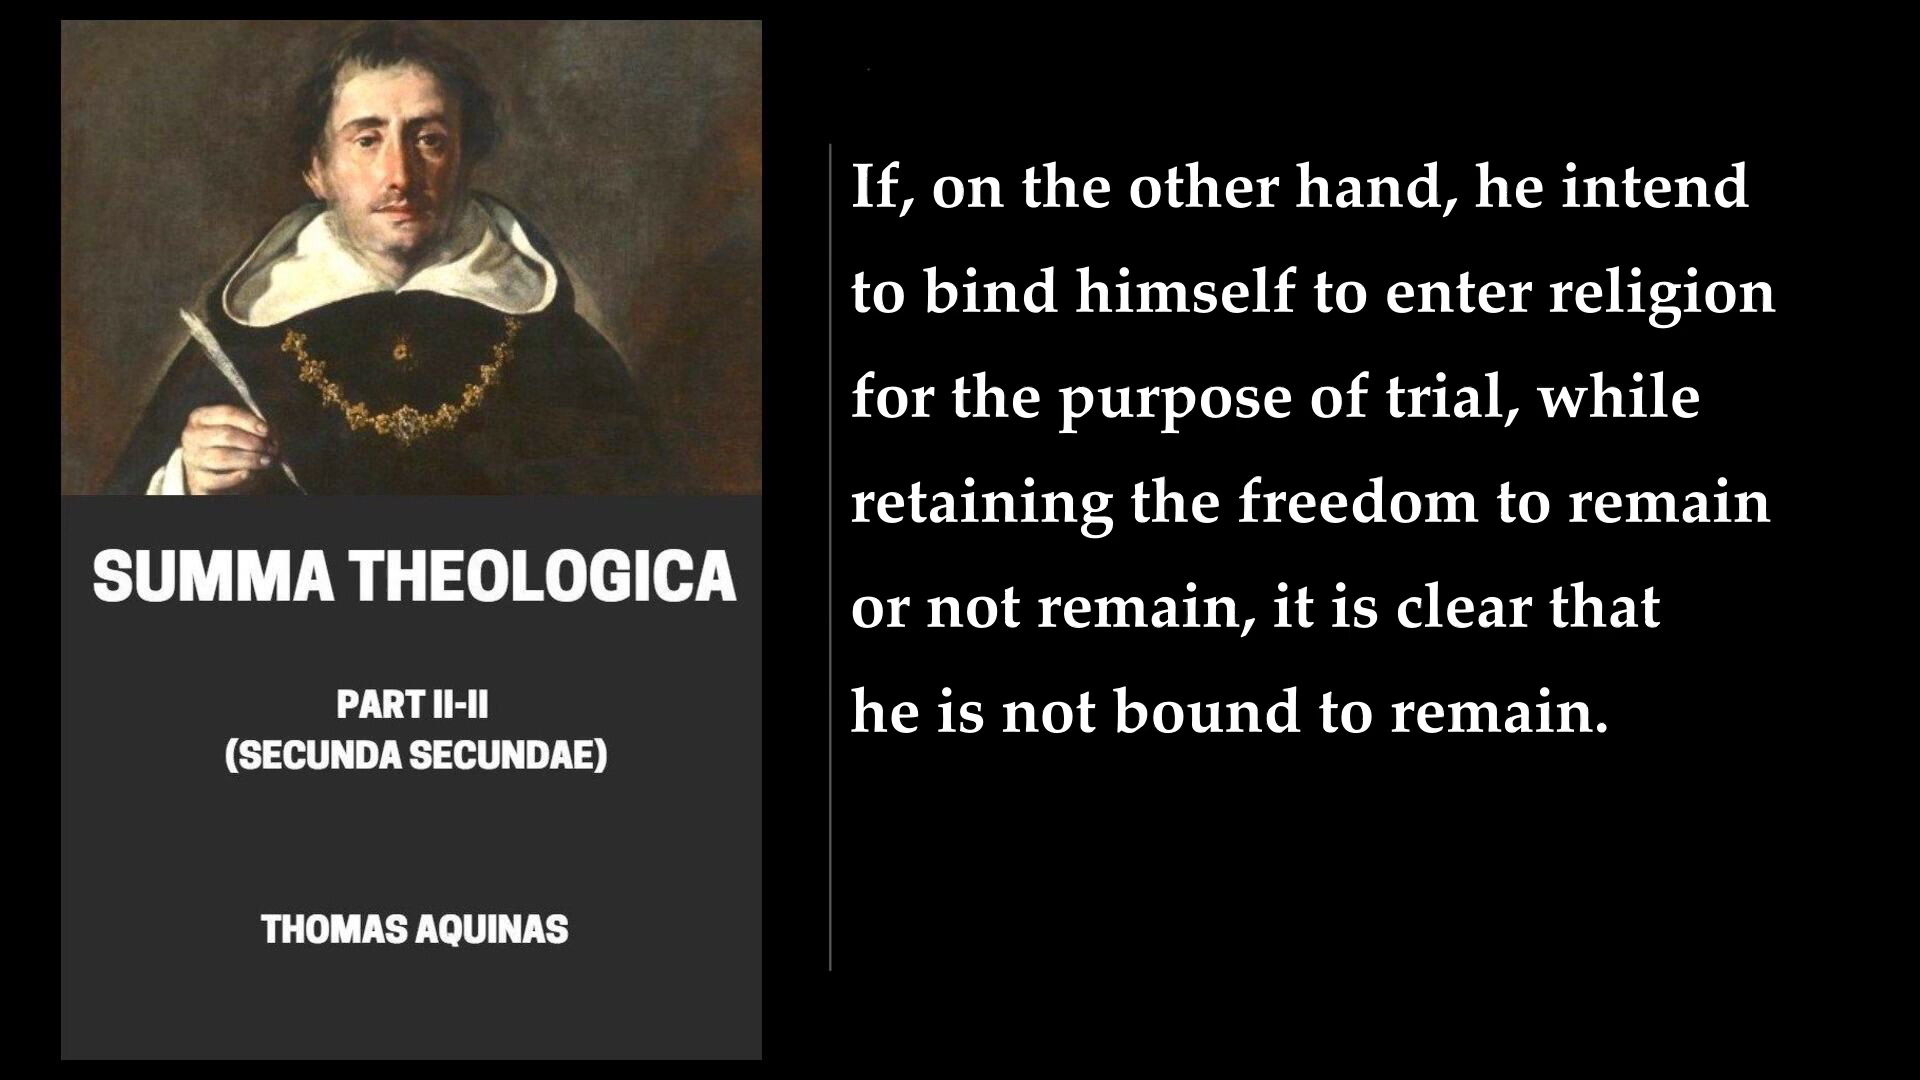 SUMMA THEOLOGICA
PART II-II
(SECUNDA SECUNDAE)
THOMAS AQUINAS
If, on the other hand, he intend
to bind himself to enter religion
for the purpose of trial, while
retaining the freedom to remain
or not remain, it is clear that
he is not bound to remain.